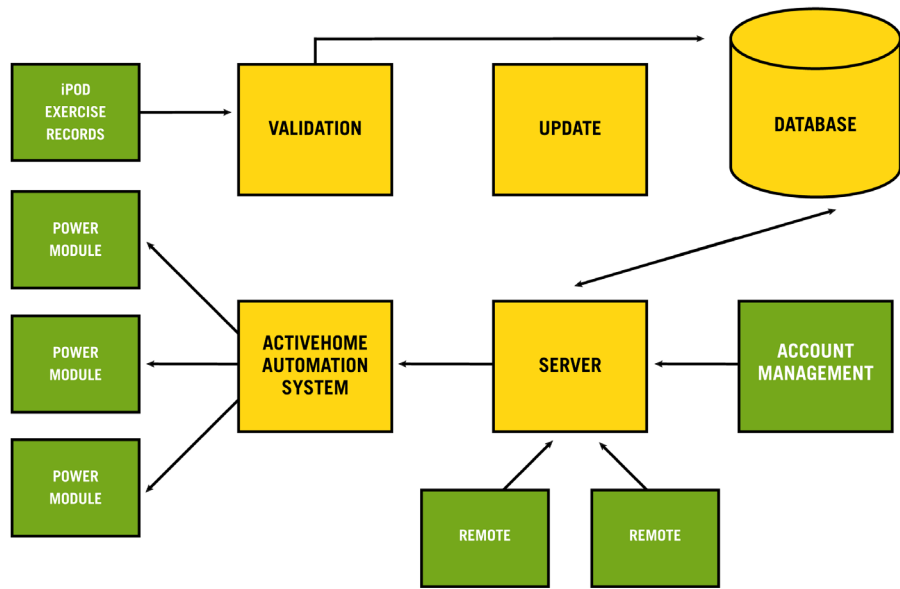 iPOD
EXERCISE
RECORDS
VALIDATION
UPDATE
DATABASE
POWER
MODULE
POWER
MODULE
POWER
MODULE
ACTIVEHOME
AUTOMATION
SYSTEM
SERVER
ACCOUNT
MANAGEMENT
REMOTE
REMOTE